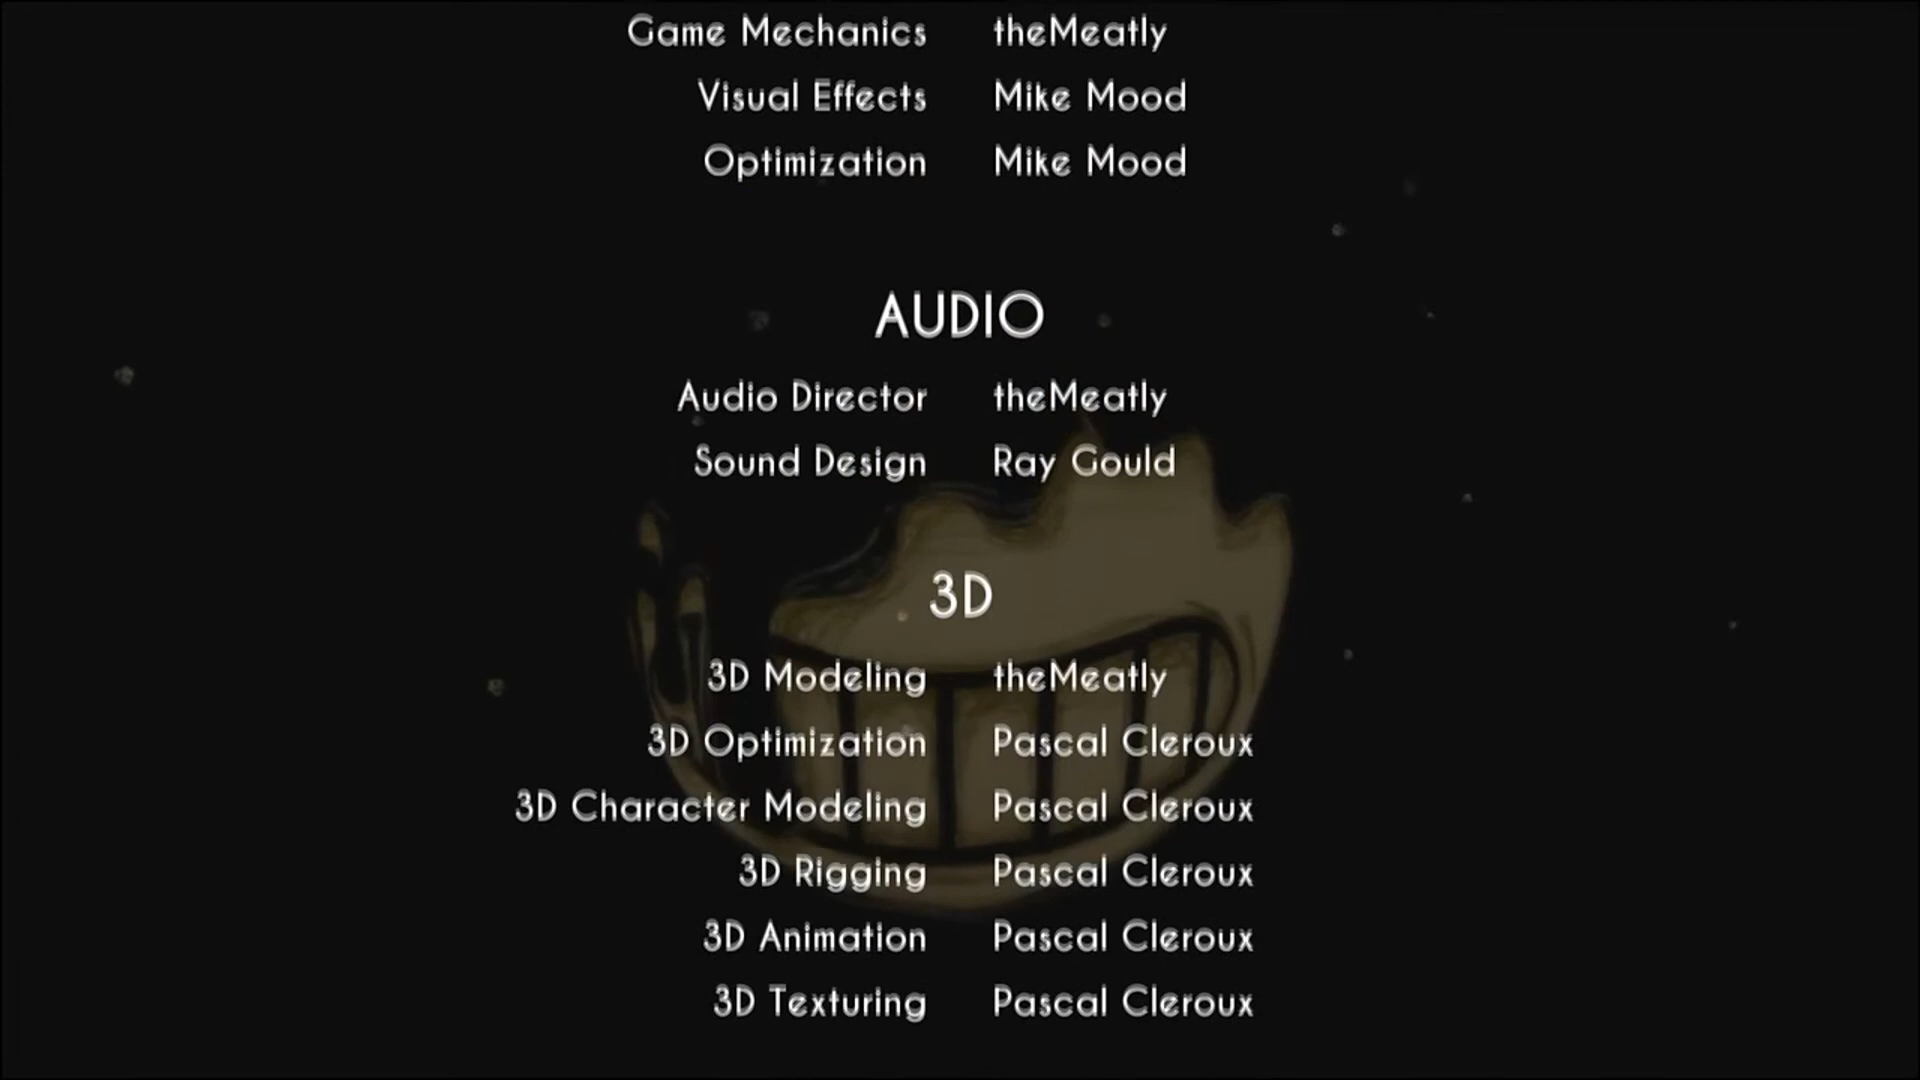 Game Mechanics theMeatly
Visual Effects Mike Mood
Optimization Mike Mood
AUDIO
Audio Director theMeatly
Sound Design Ray Gould
3D
3D Modeling theMeatly
3D Optimization Pascal Cleroux
3D Character Modeling Pascal Cleroux
3D Rigging Pascal Cleroux
3D Animation Pascal Cleroux
3D Texturing Pascal Cleroux